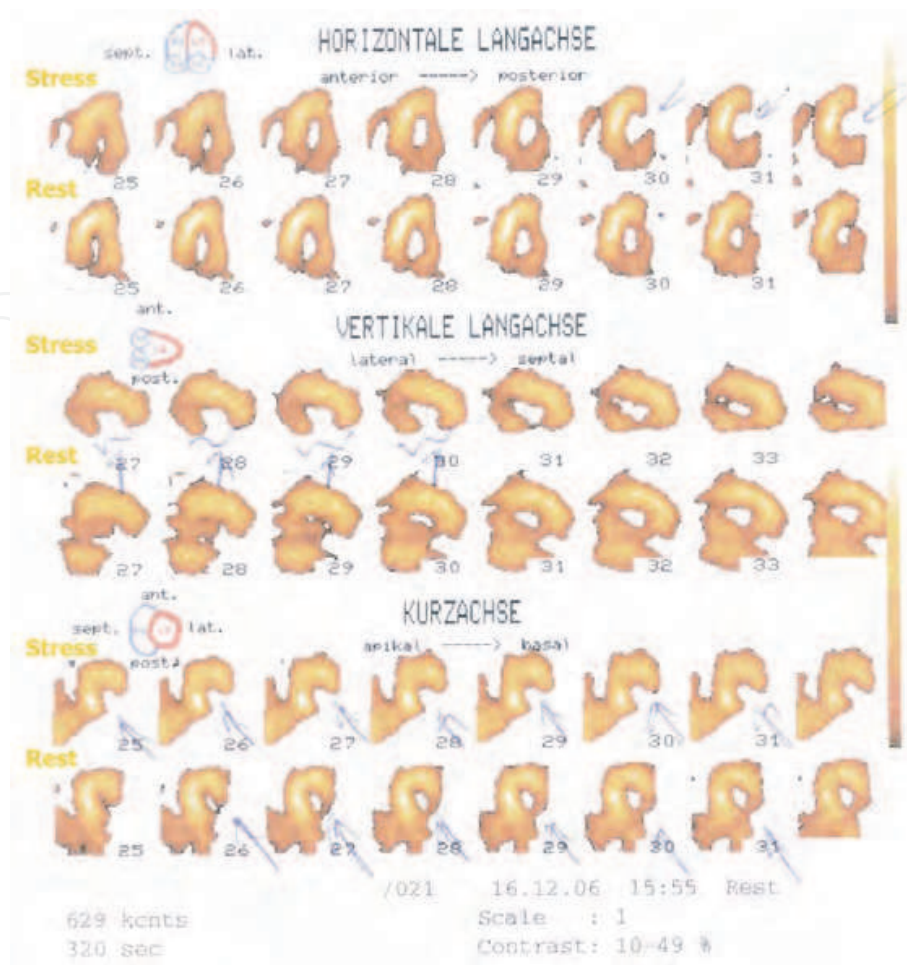 HORIZONTALE LANGACHSE
sept. lat.
Stress
anterior -----> posterior
25 26 27 28 29 30 31
Rest
25 26 27 28 29 30 31
ant.
VERTIKALE LANGACHSE
Stress
lateral -----> septal
post.
27 28 29 30 31 32 33
Rest
27 28 29 30 31 32 33
ant.
KURZACHSE
sept. lat.
Stress
apikal -----> basal
post.
25 26 27 28 29 30 31
Rest
25 26 27 28 29 30 31
/021 16.12.06 15:55 Rest
629 kcnts
Scale : 1
320 sec
Contrast: 10-49 %